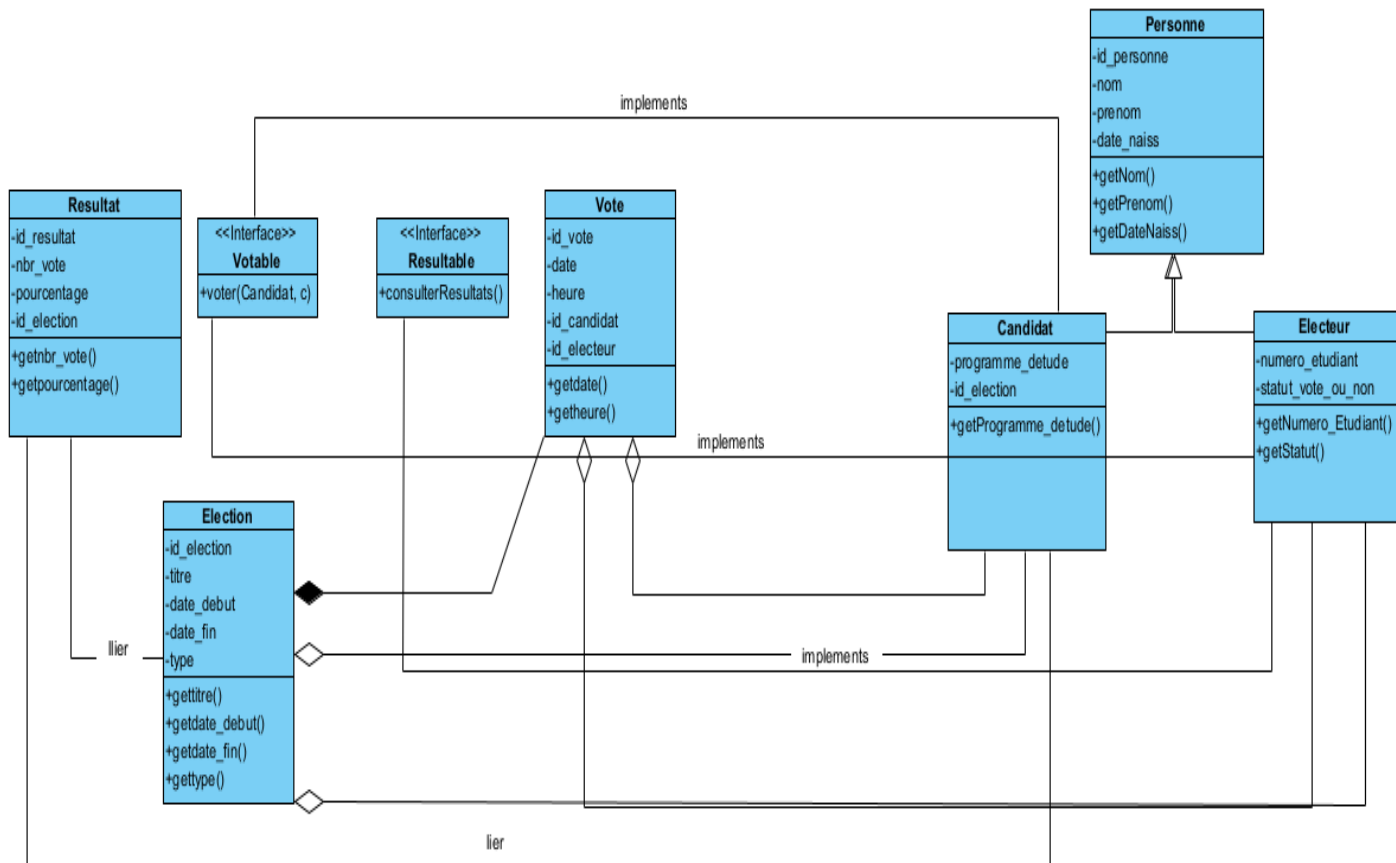 Personne
-id_personne
-nom
-prenom
-date_naiss
+getNom()
+getPrenom()
+getDateNaiss()
implements
Resultat
-id_resultat
-nbr_vote
-pourcentage
-id_election
+getnbr_vote()
+getpourcentage()
<<Interface>>
Votable
+voter(Candidat, c)
<<Interface>>
Resultable
+consulterResultats()
Vote
-id_vote
-date
-heure
-id_candidat
-id_electeur
+getdate()
+getheure()
Candidat
-programme_detude
-id_election
+getProgramme_detude()
Electeur
-numero_etudiant
-statut_vote_ou_non
+getNumero_Etudiant()
+getStatut()
implements
Election
-id_election
-titre
-date_debut
-date_fin
-type
+gettitre()
+getdate_debut()
+getdate_fin()
+gettype()
llier
implements
lier